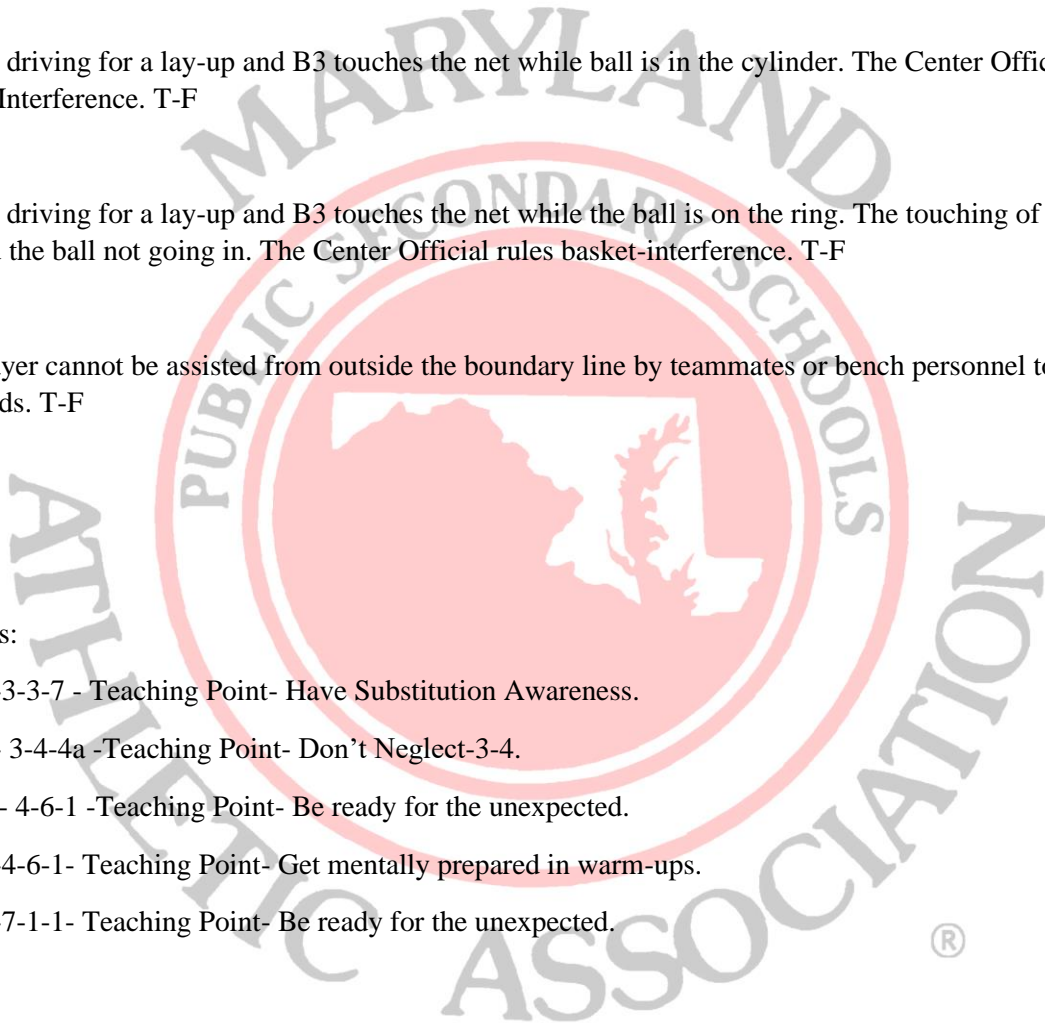 driving for a lay-up and B3 touches the net while ball is in the cylinder. The Center
Interference. T-F
driving for a lay-up and B3 touches the net while the ball is on the ring. The touching of
the ball not going in. The Center Official rules basket-interference. T-F
cannot be assisted from outside the boundary line by teammates or bench personnel
T-F
3-3-7 - Teaching Point- Have Substitution Awareness.
3-4-4a -Teaching Point- Don’t Neglect-3-4.
- 4-6-1 -Teaching Point- Be ready for the unexpected.
4-6-1- Teaching Point- Get mentally prepared in warm-ups.
7-1-1- Teaching Point- Be ready for the unexpected.
MARYLAND
PUBLIC SECONDARY SCHOOLS
ATHLETIC ASSOCIATION
®